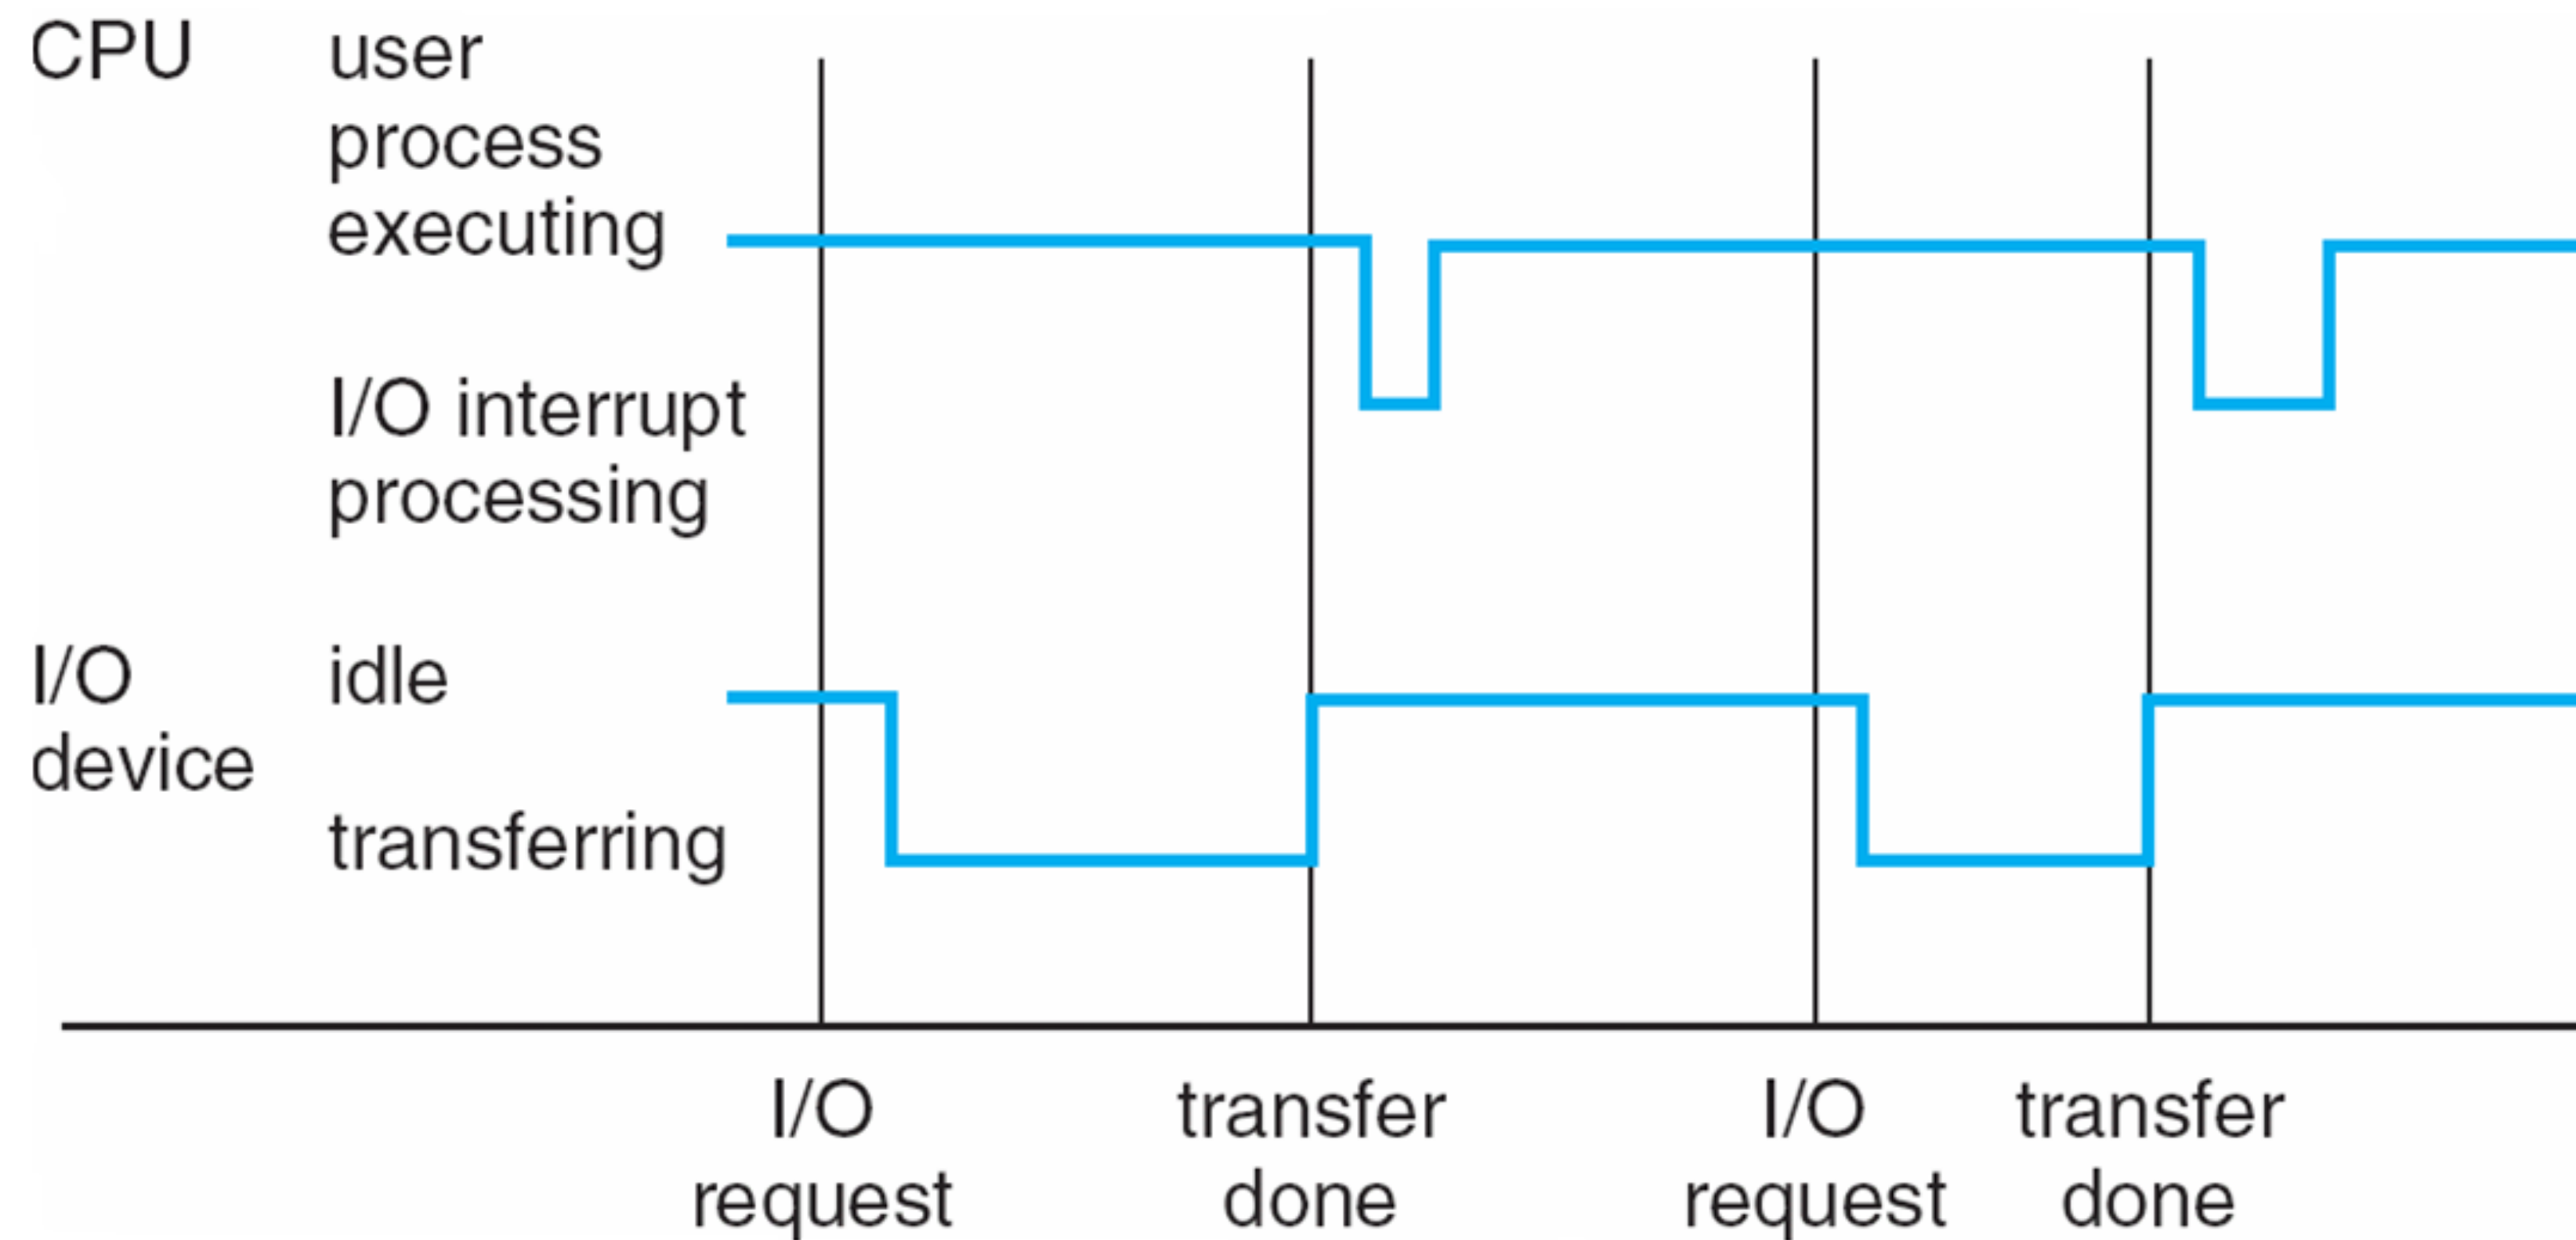 CPU user
process
executing
I/O interrupt
processing
I/O idle
device
transferring
I/O transfer I/O transfer
request done request done